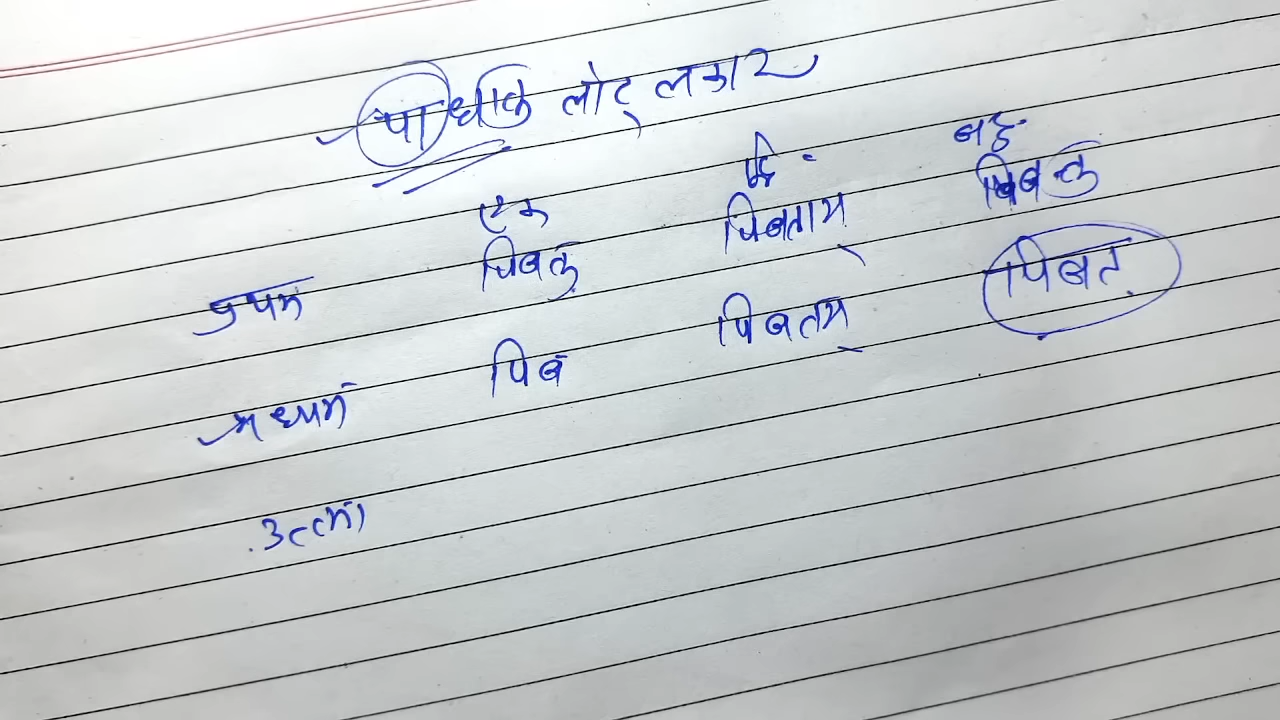 पा धातु लोट् लकार
एक द्वि॰ बहु॰
प्रथम पिबतु पिबताम् पिबन्तु
मध्यम पिब पिबतम् पिबत
उत्तम